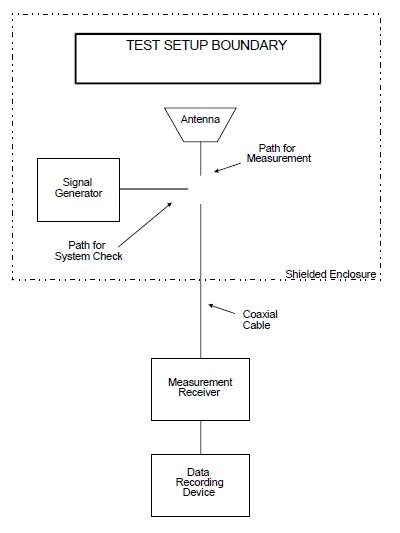 TEST SETUP BOUNDARY
Antenna
Path for
Measurement
Signal
Generator
Path for
System Check
Shielded Enclosure
Coaxial
Cable
Measurement
Receiver
Data
Recording
Device